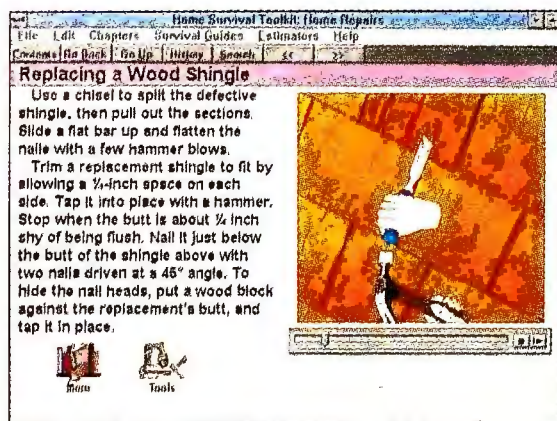 Home Survival Toolkit: Home Repairs
File Edit Chapters Survival Guides Estimators Help
Contents Go Back Go Up History Search << >>
Replacing a Wood Shingle
Use a chisel to split the defective
shingle, then pull out the sections.
Slide a flat bar up and flatten the
nails with a few hammer blows.
Trim a replacement shingle to fit by
allowing a ¼-inch space on each
side. Tap it into place with a hammer.
Stop when the butt is about ¼ inch
shy of being flush. Nail it just below
the butt of the shingle above with
two nails driven at a 45° angle. To
hide the nail heads, put a wood block
against the replacement's butt, and
tap it in place.
More Tools